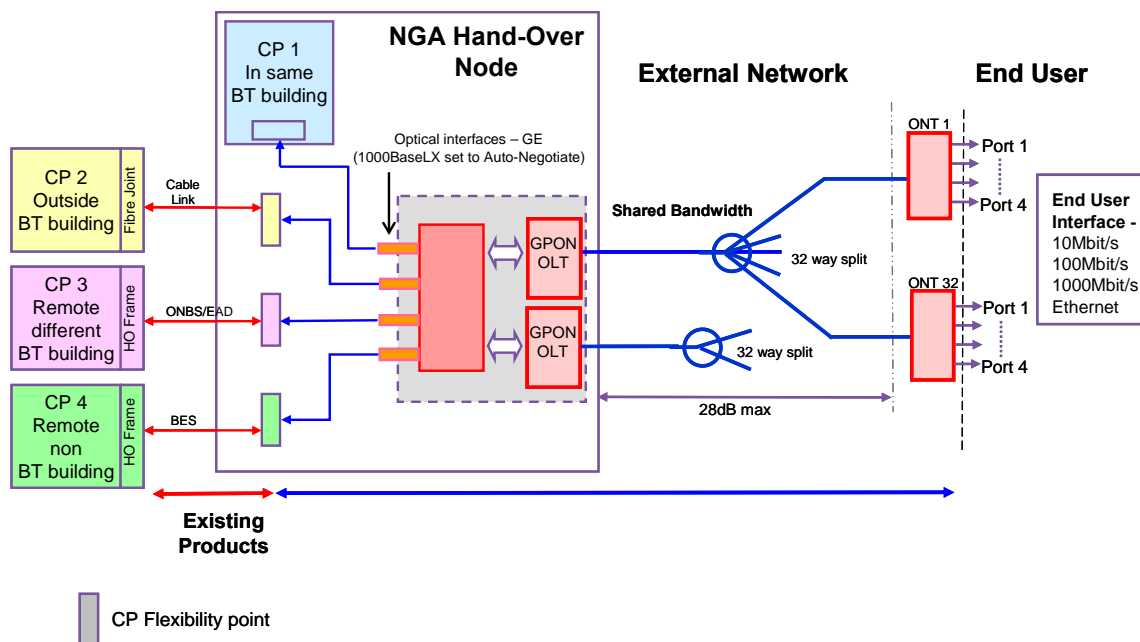 NGA Hand-Over
Node
CP 1
In same
BT building
External Network
End User
Optical interfaces – GE
(1000BaseLX set to Auto-Negotiate)
CP 2
Outside
BT building
Fibre Joint
Cable
Link
CP 3
Remote
different
BT building
HO Frame
ONBS/EAD
CP 4
Remote
non
BT building
HO Frame
BES
GPON
OLT
GPON
OLT
Shared Bandwidth
32 way split
32 way split
28dB max
ONT 1
Port 1
Port 4
ONT 32
Port 1
Port 4
End User
Interface -
10Mbit/s
100Mbit/s
1000Mbit/s
Ethernet
Existing
Products
CP Flexibility point